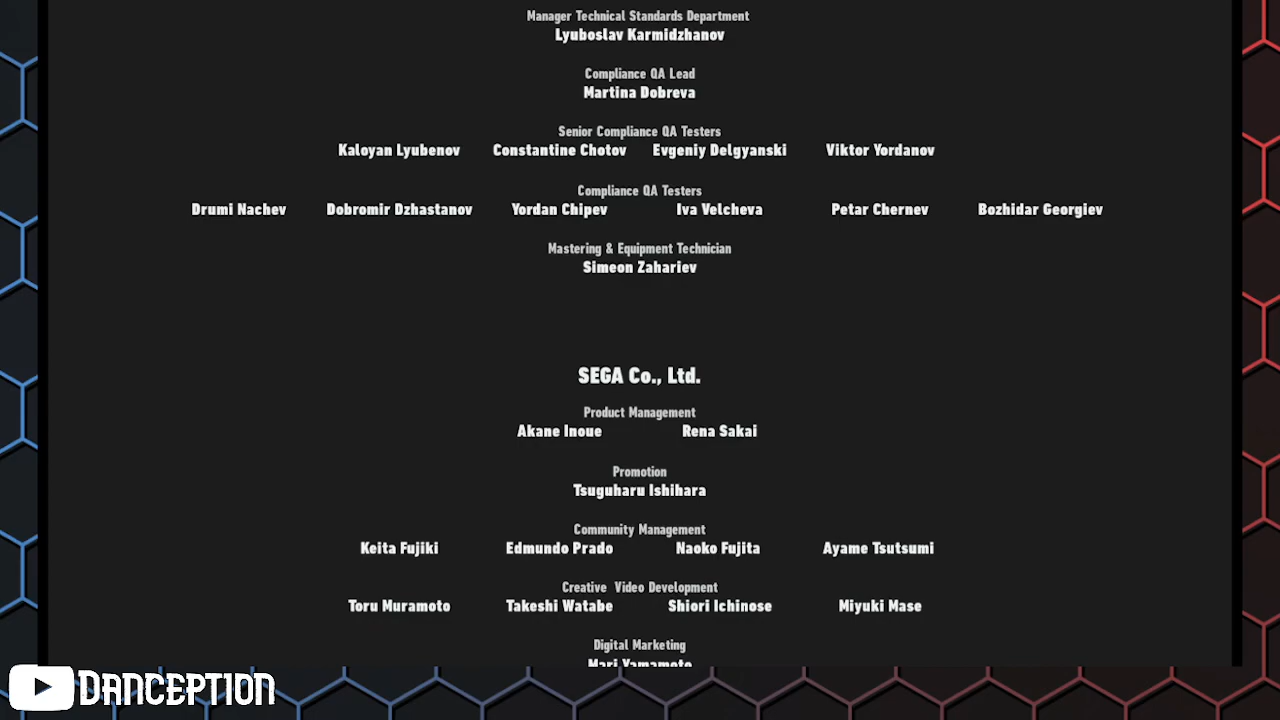 Manager Technical Standards Department
Lyuboslav Karmidzhanov
Compliance QA Lead
Martina Dobreva
Senior Compliance QA Testers
Kaloyan Lyubenov Constantine Chotov Evgeniy Delgyanski Viktor Yordanov
Compliance QA Testers
Drumi Nachev Dobromir Dzhastanov Yordan Chipev Iva Velcheva Petar Chernev Bozhidar Georgiev
Mastering & Equipment Technician
Simeon Zahariev
SEGA Co., Ltd.
Product Management
Akane Inoue Rena Sakai
Promotion
Tsuguharu Ishihara
Community Management
Keita Fujiki Edmundo Prado Naoko Fujita Ayame Tsutsumi
Creative Video Development
Toru Muramoto Takeshi Watabe Shiori Ichinose Miyuki Mase
Digital Marketing
Mari Yamamoto
Danception